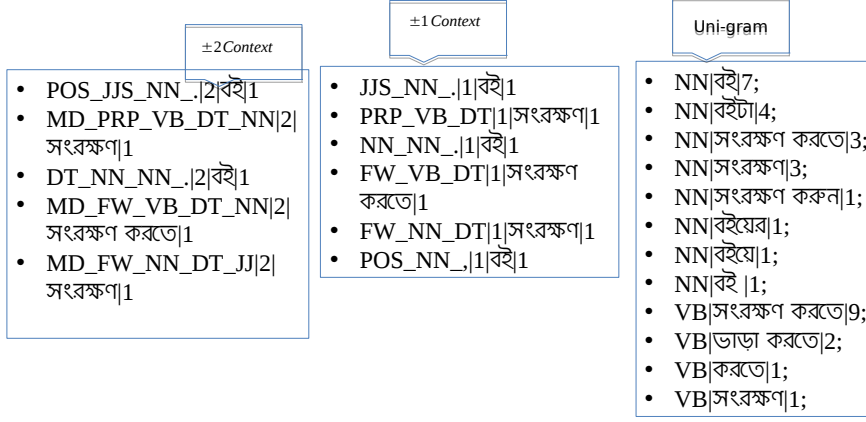 ±2Context
• POS_JJS_NN_.|2|বই|1
• MD_PRP_VB_DT_NN|2|
সংরক্ষণ|1
• DT_NN_NN_.|2|বই|1
• MD_FW_VB_DT_NN|2|
সংরক্ষণ করতে|1
• MD_FW_NN_DT_JJ|2|
সংরক্ষণ|1
±1Context
• JJS_NN_.|1|বই|1
• PRP_VB_DT|1|সংরক্ষণ|1
• NN_NN_.|1|বই|1
• FW_VB_DT|1|সংরক্ষণ
করতে|1
• FW_NN_DT|1|সংরক্ষণ|1
• POS_NN_,|1|বই|1
Uni-gram
• NN|বই|7;
• NN|বইটা|4;
• NN|সংরক্ষণ করতে|3;
• NN|সংরক্ষণ|3;
• NN|সংরক্ষণ করুন|1;
• NN|বইয়ের|1;
• NN|বইযে|1;
• NN|বই |1;
• VB|সংরক্ষণ করতে|9;
• VB|ভাড়া করতে|2;
• VB|করতে|1;
• VB|সংরক্ষণ|1;